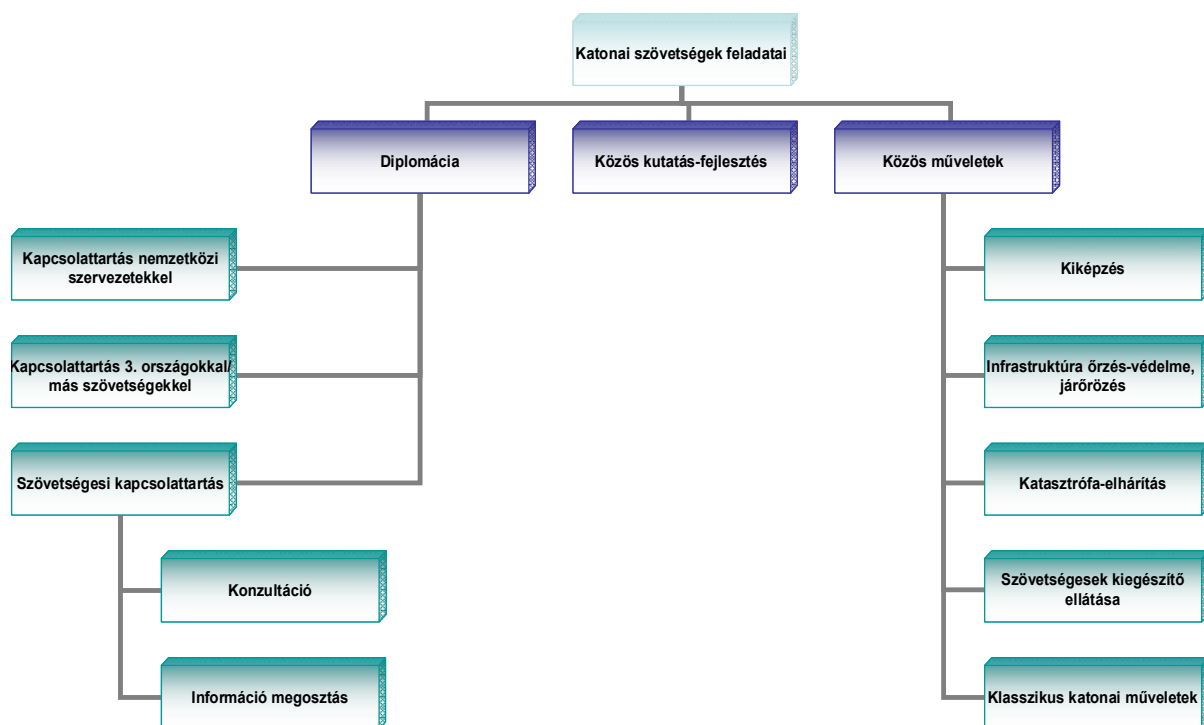 Katonai szövetségek feladatai
Diplomácia
Közös kutatás-fejlesztés
Közös műveletek
Kapcsolattartás nemzetközi
szervezetekkel
Kapcsolattartás 3. országokkal/
más szövetségekkel
Szövetségesi kapcsolattartás
Konzultáció
Információ megosztás
Kiképzés
Infrastruktúra őrzés-védelme,
járőrözés
Katasztrófa-elhárítás
Szövetségesek kiegészítő
ellátása
Klasszikus katonai műveletek